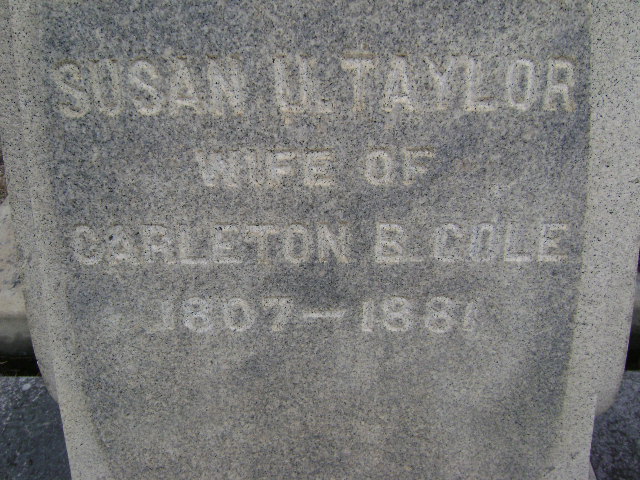 SUSAN U. TAYLOR
WIFE OF
CARLETON B. COLE
1807—1881